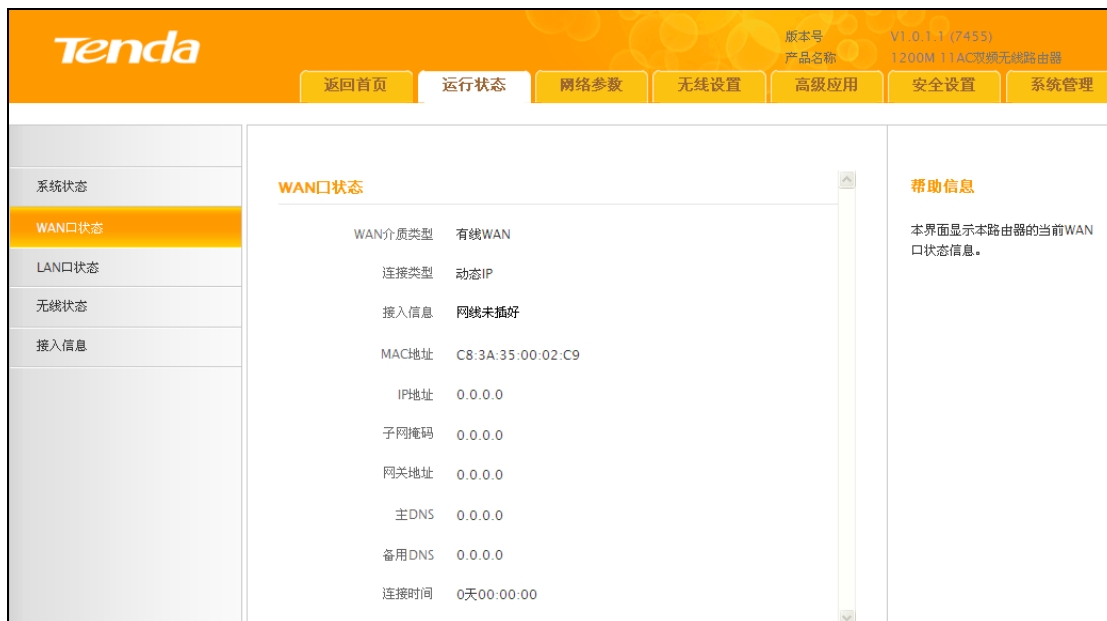 Tenda
版本号 V1.0.1.1 (7455)
产品名称 1200M 11AC双频无线路由器
返回首页 运行状态 网络参数 无线设置 高级应用 安全设置 系统管理
系统状态
WAN口状态
LAN口状态
无线状态
接入信息
WAN口状态
WAN介质类型 有线WAN
连接类型 动态IP
接入信息 网线未插好
MAC地址 C8:3A:35:00:02:C9
IP地址 0.0.0.0
子网掩码 0.0.0.0
网关地址 0.0.0.0
主DNS 0.0.0.0
备用DNS 0.0.0.0
连接时间 0天00:00:00
帮助信息
本界面显示本路由器的当前WAN
口状态信息。